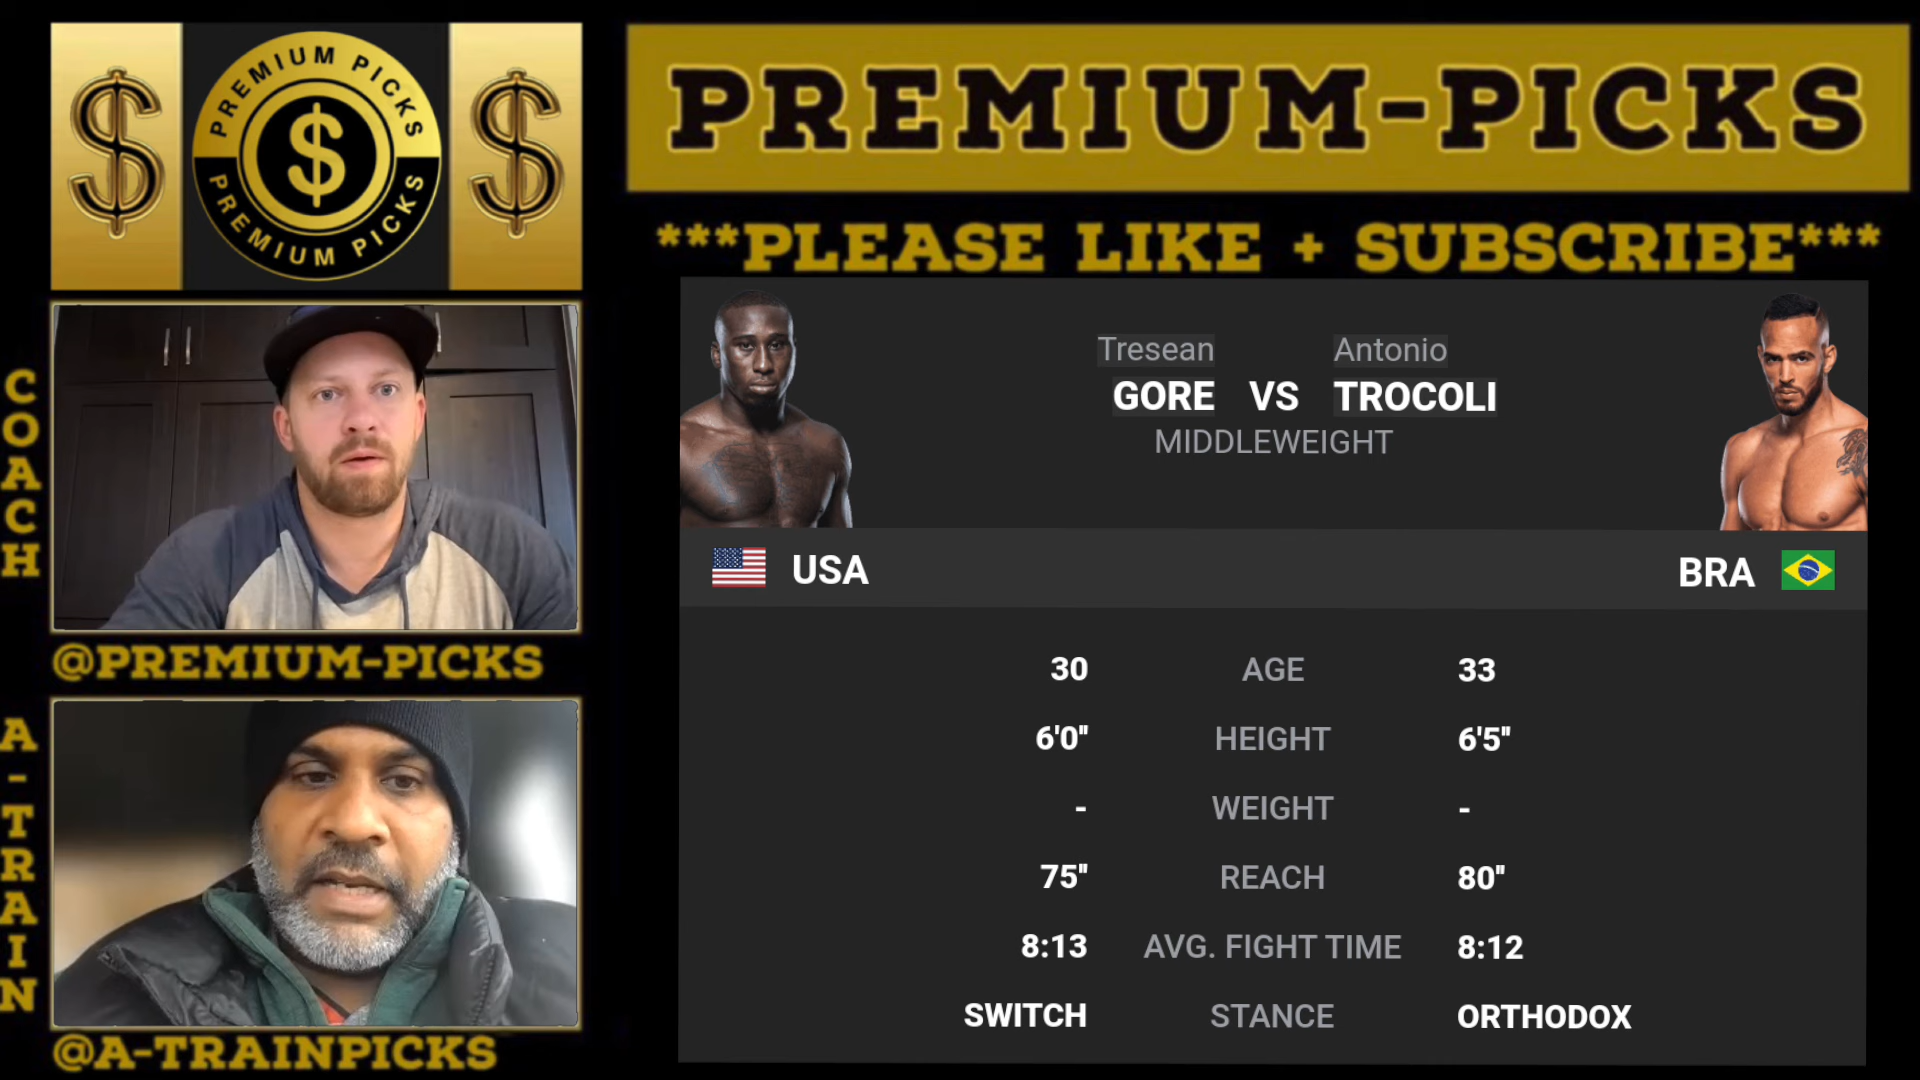 PREMIUM PICKS
$ $ $
PREMIUM PICKS
COACH
@PREMIUM-PICKS
A-TRAIN
@A-TRAINPICKS
PREMIUM-PICKS
***PLEASE LIKE + SUBSCRIBE***
Tresean Antonio
GORE VS TROCOLI
MIDDLEWEIGHT
USA BRA
30 AGE 33
6'0" HEIGHT 6'5"
- WEIGHT -
75" REACH 80"
8:13 AVG. FIGHT TIME 8:12
SWITCH STANCE ORTHODOX